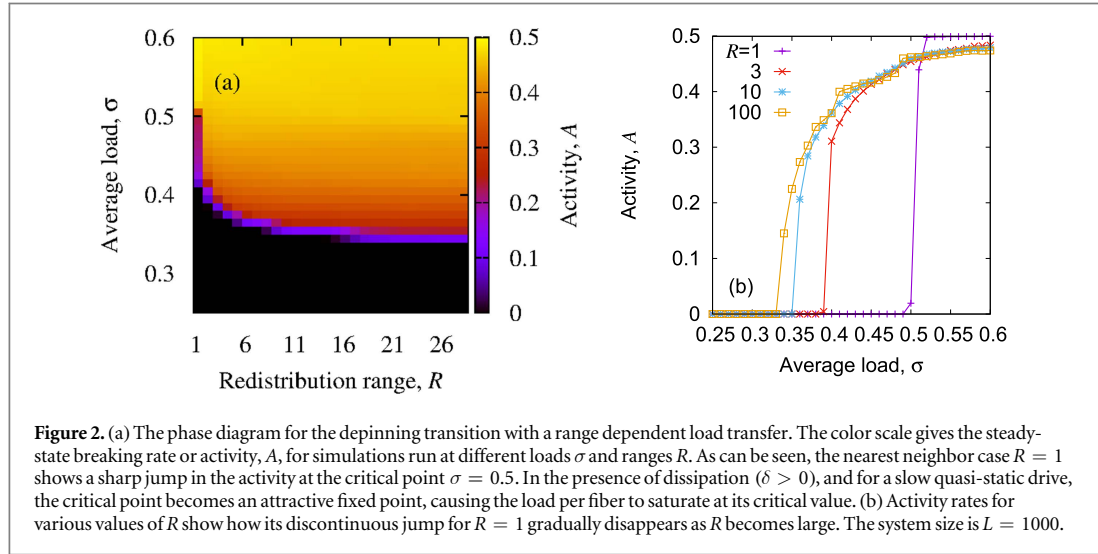 0.6
0.5
0.4
0.3
Average load, σ
(a)
1 6 11 16 21 26
Redistribution range, R
0.5
0.4
0.3
0.2
0.1
0
Activity, A
0.5
0.4
0.3
0.2
0.1
0
Activity, A
R=1
3
10
100
(b)
0.25 0.3 0.35 0.4 0.45 0.5 0.55 0.6
Average load, σ
Figure 2. (a) The phase diagram for the depinning transition with a range dependent load transfer. The color scale gives the steady-
state breaking rate or activity, A, for simulations run at different loads σ and ranges R. As can be seen, the nearest neighbor case R = 1
shows a sharp jump in the activity at the critical point σ = 0.5. In the presence of dissipation (δ > 0), and for a slow quasi-static drive,
the critical point becomes an attractive fixed point, causing the load per fiber to saturate at its critical value. (b) Activity rates for
various values of R show how its discontinuous jump for R = 1 gradually disappears as R becomes large. The system size is L = 1000.